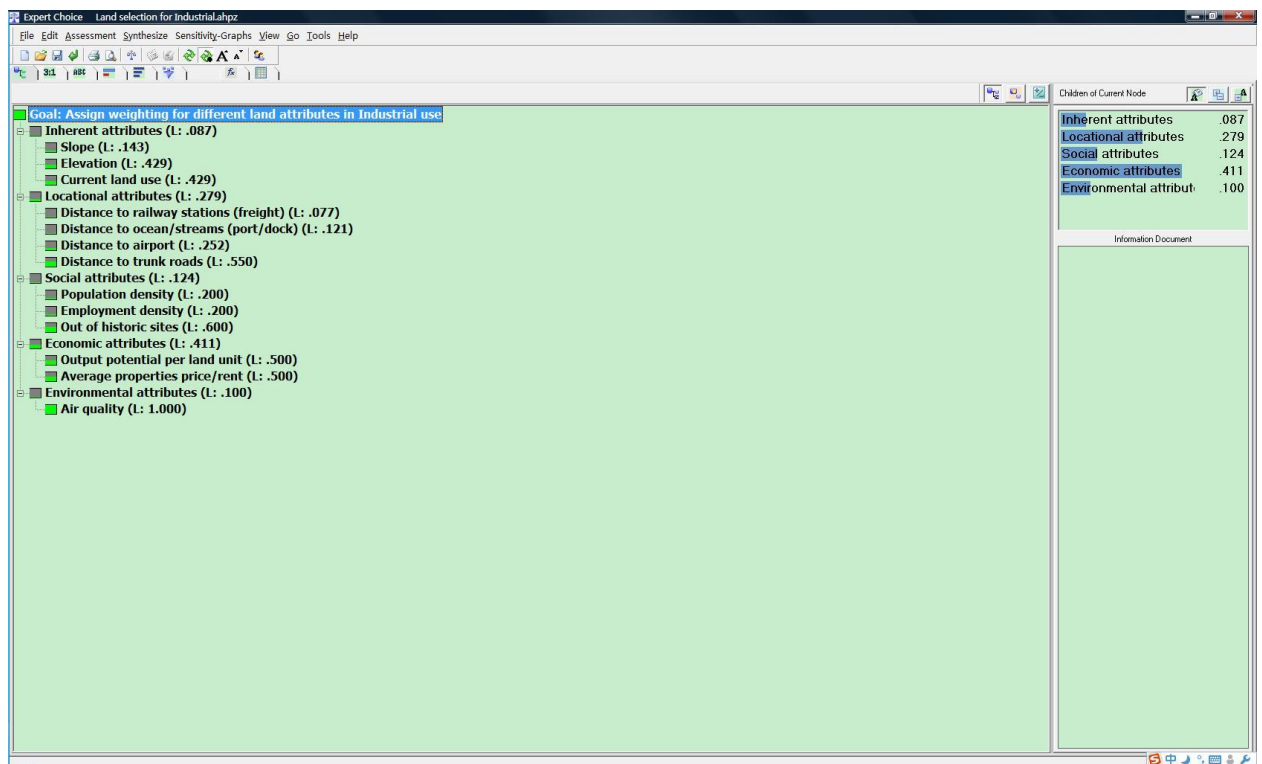 Expert Choice Land selection for Industrial.ahpz
File Edit Assessment Synthesize Sensitivity-Graphs View Go Tools Help
3:1 ABC
Children of Current Node
Goal: Assign weighting for different land attributes in Industrial use
Inherent attributes (L: .087)
Slope (L: .143)
Elevation (L: .429)
Current land use (L: .429)
Locational attributes (L: .279)
Distance to railway stations (freight) (L: .077)
Distance to ocean/streams (port/dock) (L: .121)
Distance to airport (L: .252)
Distance to trunk roads (L: .550)
Social attributes (L: .124)
Population density (L: .200)
Employment density (L: .200)
Out of historic sites (L: .600)
Economic attributes (L: .411)
Output potential per land unit (L: .500)
Average properties price/rent (L: .500)
Environmental attributes (L: .100)
Air quality (L: 1.000)
Inherent attributes .087
Locational attributes .279
Social attributes .124
Economic attributes .411
Environmental attribut .100
Information Document
中